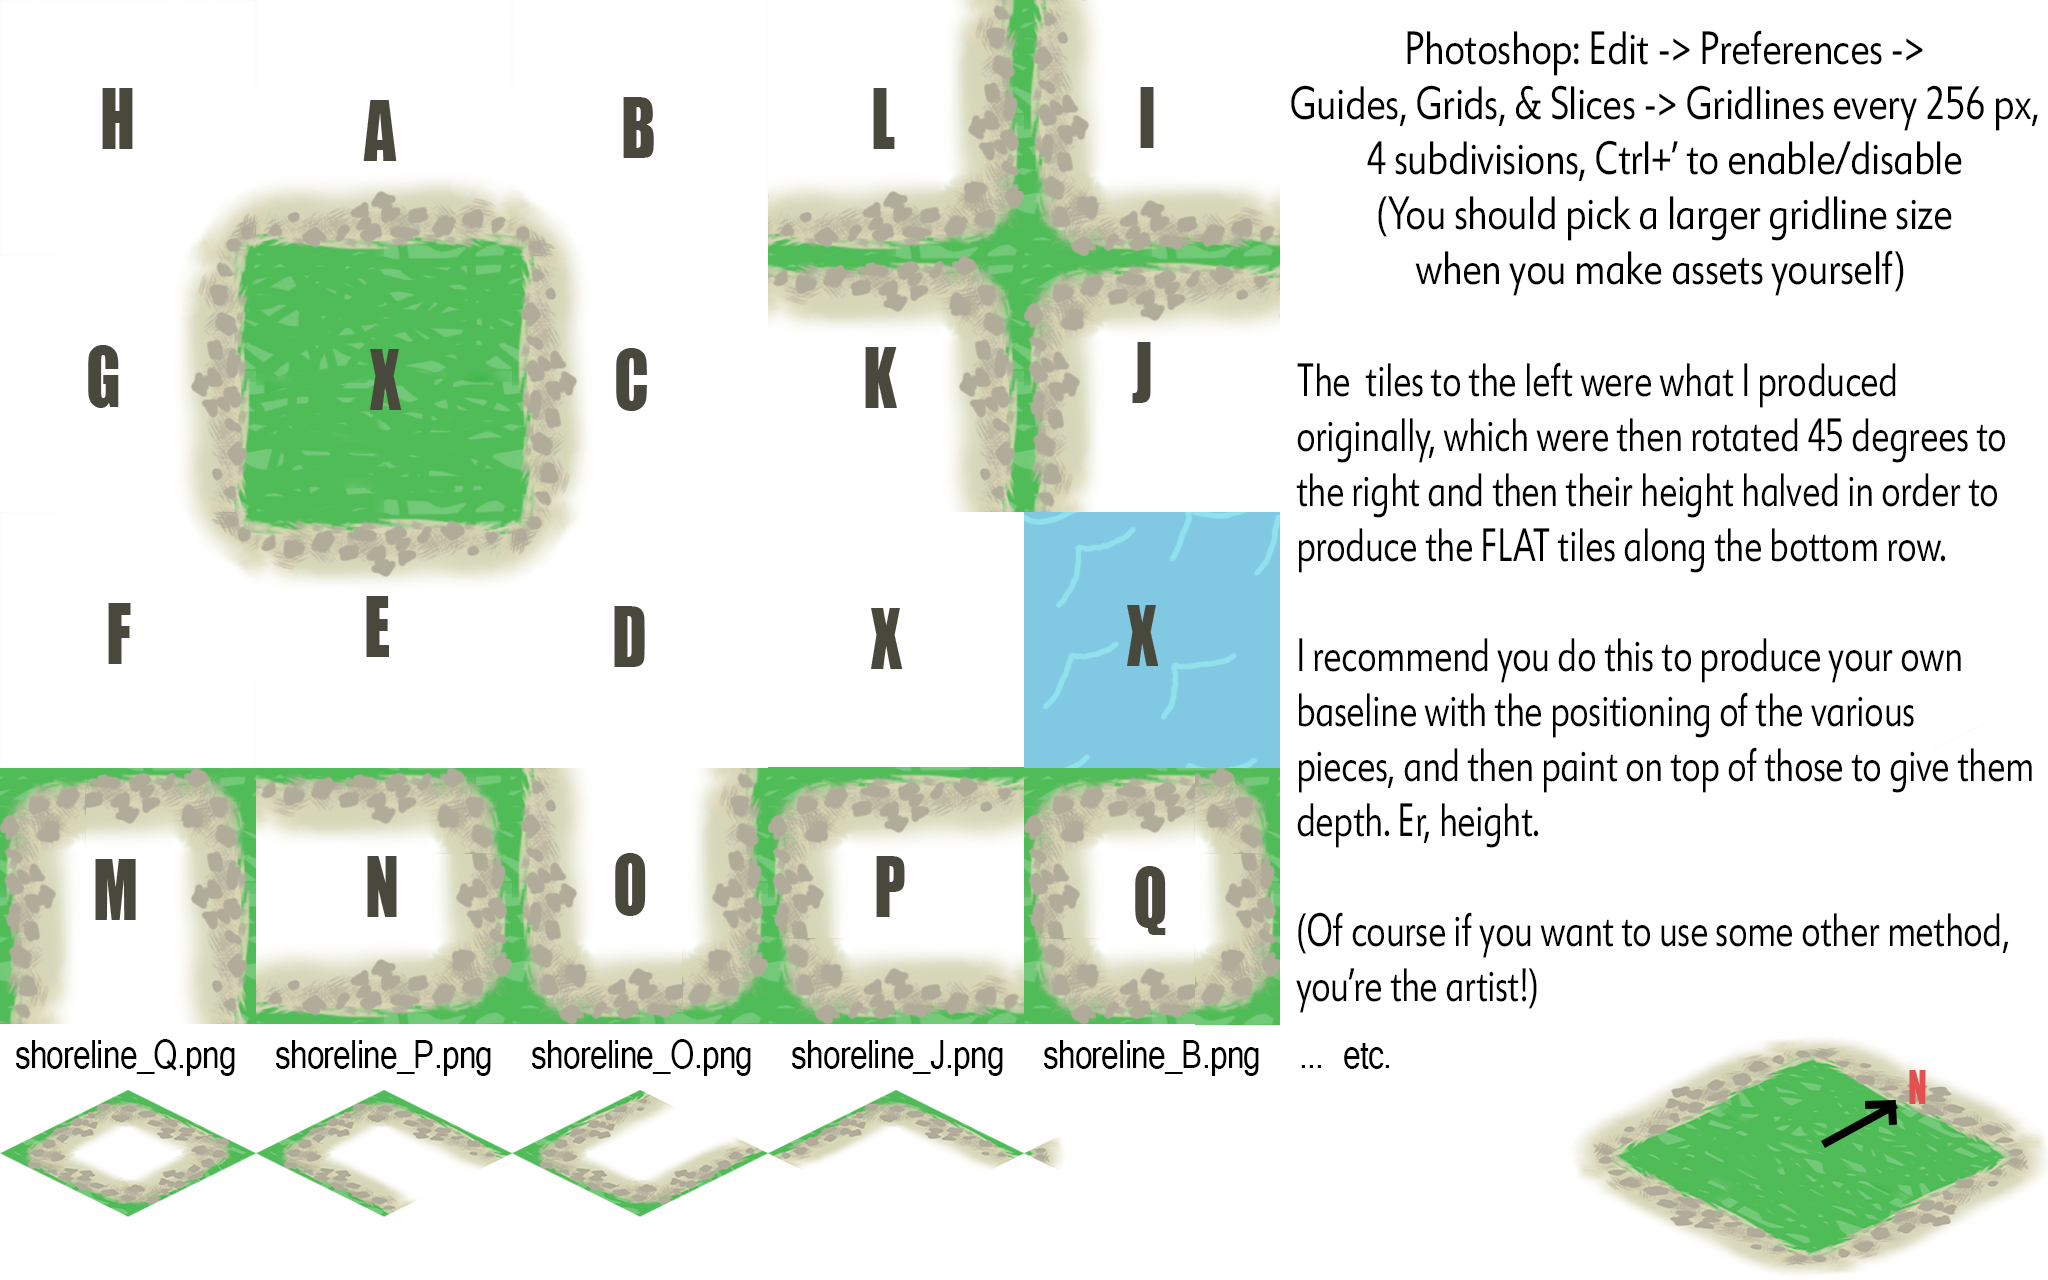 H A B L I
G X C K J
F E D X X
M N O P Q
shoreline_Q.png shoreline_P.png shoreline_O.png shoreline_J.png shoreline_B.png ... etc.
Photoshop: Edit -> Preferences ->
Guides, Grids, & Slices -> Gridlines every 256 px,
4 subdivisions, Ctrl+’ to enable/disable
(You should pick a larger gridline size
when you make assets yourself)
The tiles to the left were what I produced
originally, which were then rotated 45 degrees to
the right and then their height halved in order to
produce the FLAT tiles along the bottom row.
I recommend you do this to produce your own
baseline with the positioning of the various
pieces, and then paint on top of those to give them
depth. Er, height.
(Of course if you want to use some other method,
you’re the artist!)
N